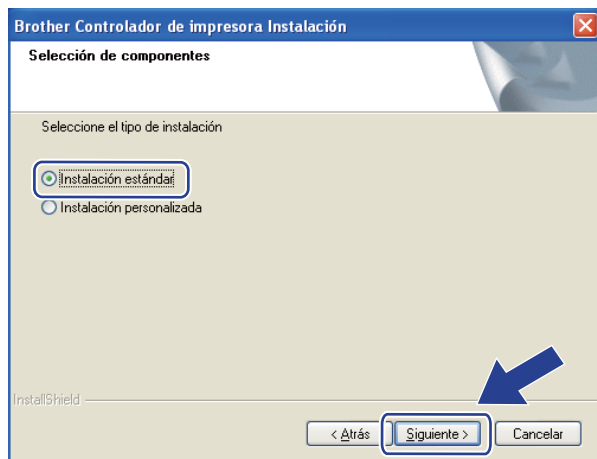 Brother Controlador de impresora Instalación
Selección de componentes
Seleccione el tipo de instalación
Instalación estándar
Instalación personalizada
InstallShield
< Atrás Siguiente > Cancelar